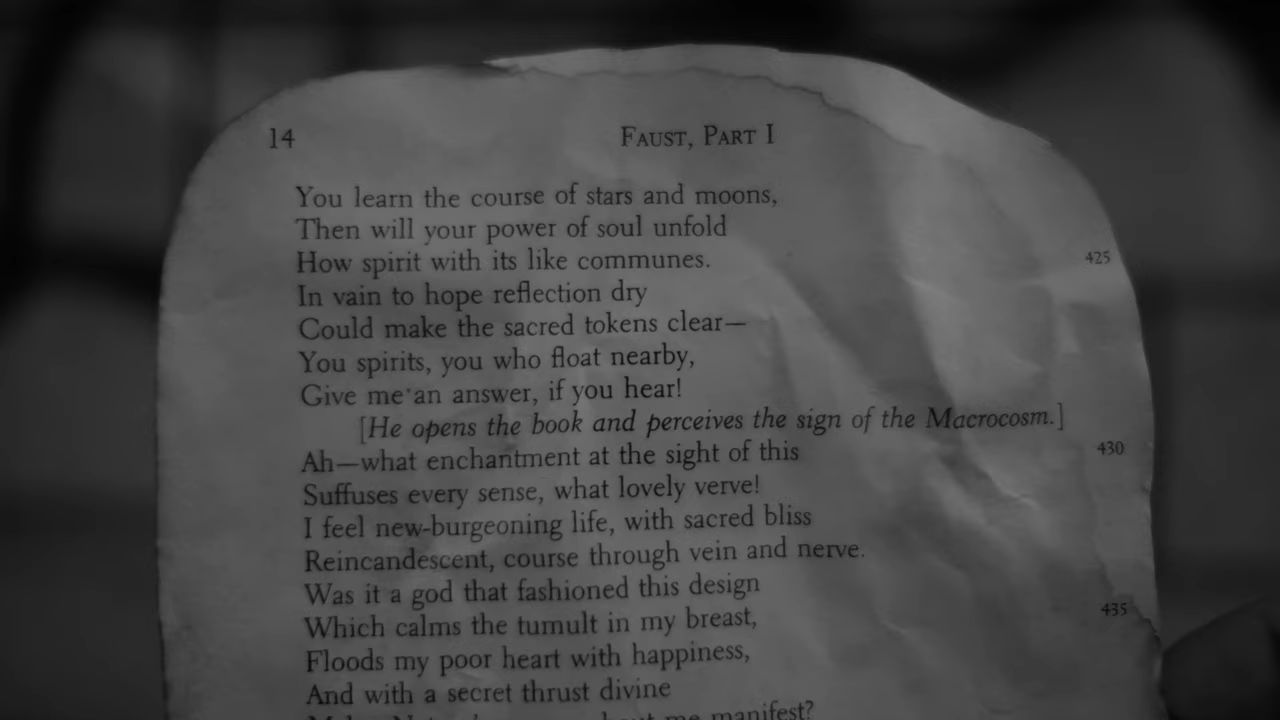 14 FAUST, PART I
You learn the course of stars and moons,
Then will your power of soul unfold
How spirit with its like communes. 425
In vain to hope reflection dry
Could make the sacred tokens clear—
You spirits, you who float nearby,
Give me an answer, if you hear!
[He opens the book and perceives the sign of the Macrocosm.]
Ah—what enchantment at the sight of this 430
Suffuses every sense, what lovely verve!
I feel new-burgeoning life, with sacred bliss
Reincandescent, course through vein and nerve.
Was it a god that fashioned this design
Which calms the tumult in my breast, 435
Floods my poor heart with happiness,
And with a secret thrust divine
me manifest?